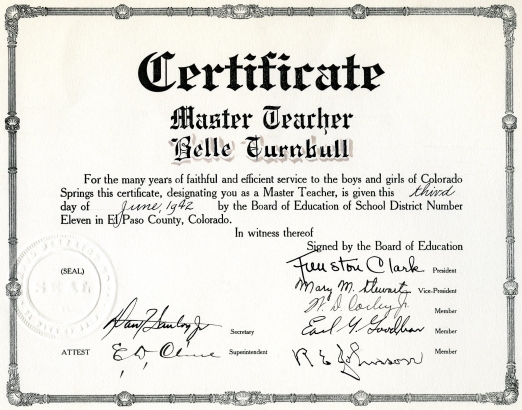 Certificate
Master Teacher
Belle Turnbull
For the many years of faithful and efficient service to the boys and girls of Colorado
Springs this certificate, designating you as a Master Teacher, is given this third
day of June, 1942 by the Board of Education of School District Number
Eleven in El Paso County, Colorado.
In witness thereof
Signed by the Board of Education
(SEAL)
SEAL
Funston Clark President
Mary M. Stewart Vice-President
W. D. Member
Secretary
Earl Member
ATTEST
E. D. Superintendent
R E Johnson Member